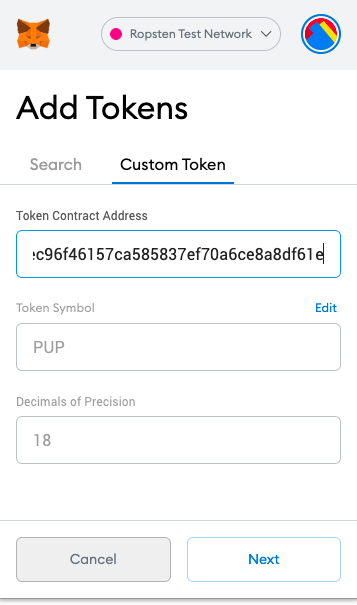 Ropsten Test Network
Add Tokens
Search
Custom Token
Token Contract Address
ec96f46157ca585837ef70a6ce8a8df61e
Token Symbol
Edit
PUP
Decimals of Precision
18
Cancel
Next